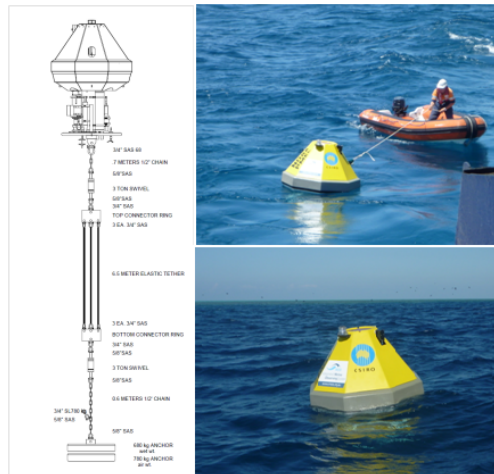 3/4" SAS 60
.7 METERS 1/2" CHAIN
5/8"SAS
3 TON SWIVEL
5/8"SAS
3/4" SAS
TOP CONNECTOR RING
3 EA. 3/4" SAS
6.5 METER ELASTIC TETHER
3 EA. 3/4" SAS
BOTTOM CONNECTOR RING
3/4" SAS
5/8"SAS
3 TON SWIVEL
5/8"SAS
0.6 METERS 1/2" CHAIN
5/8" SAS
5/8" SAS
680 kg ANCHOR
wet wt
780 kg ANCHOR
air wt
CSIRO